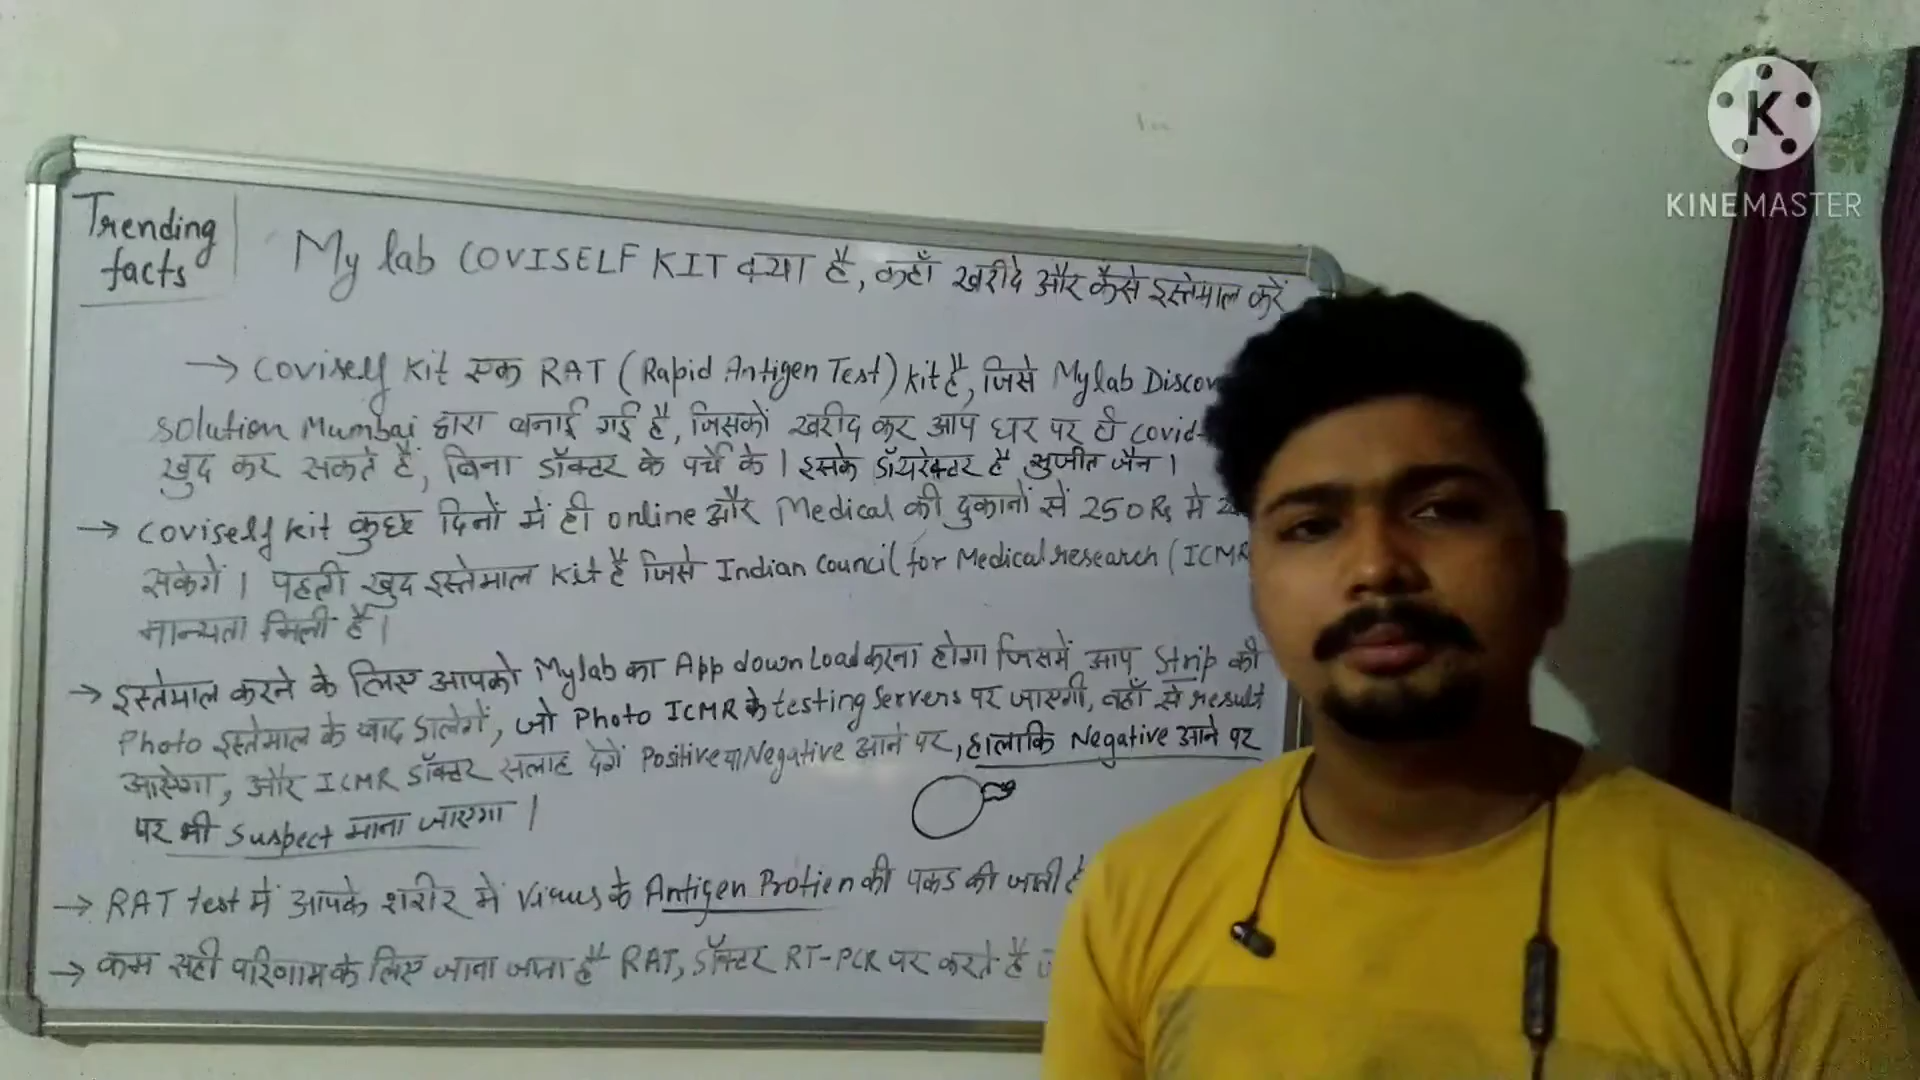 Trending
facts
My lab COVISELF KIT क्या है, कहाँ खरीदे और कैसे इस्तेमाल करें
→ Coviself Kit एक RAT (Rapid Antigen Test) Kit है, जिसे Mylab Discov
solution Mumbai द्वारा बनाई गई है, जिसको खरीद कर आप घर पर ही Covid-
खुद कर सकते हैं, बिना डॉक्टर के पर्चे के। इसके डॉयरेक्टर है सुजीत जैन।
→ Coviself Kit कुछ दिनों में ही online और Medical की दुकानों से 250 Rs में
सकेगें। पहली खुद इस्तेमाल Kit है जिसे Indian Council for Medical research (ICMR
मान्यता मिली है।
→ इस्तेमाल करने के लिए आपको Mylab का App download करना होगा जिसमें आप Strip की
Photo इस्तेमाल के बाद डालेगें, जो Photo ICMR के testing Servers पर जाएगी, वहाँ से result
आऐगा, और ICMR डॉक्टर सलाह देगें Positive या Negative आने पर, हालाकि Negative आने पर
पर भी Suspect माना जाएगा।
→ RAT test में आपके शरीर में Virus के Antigen Protien की पकड की जाती है
→ कम सही परिणाम के लिए जाना जाता है RAT, डॉक्टर RT-PCR पर करते है
K
KINEMASTER